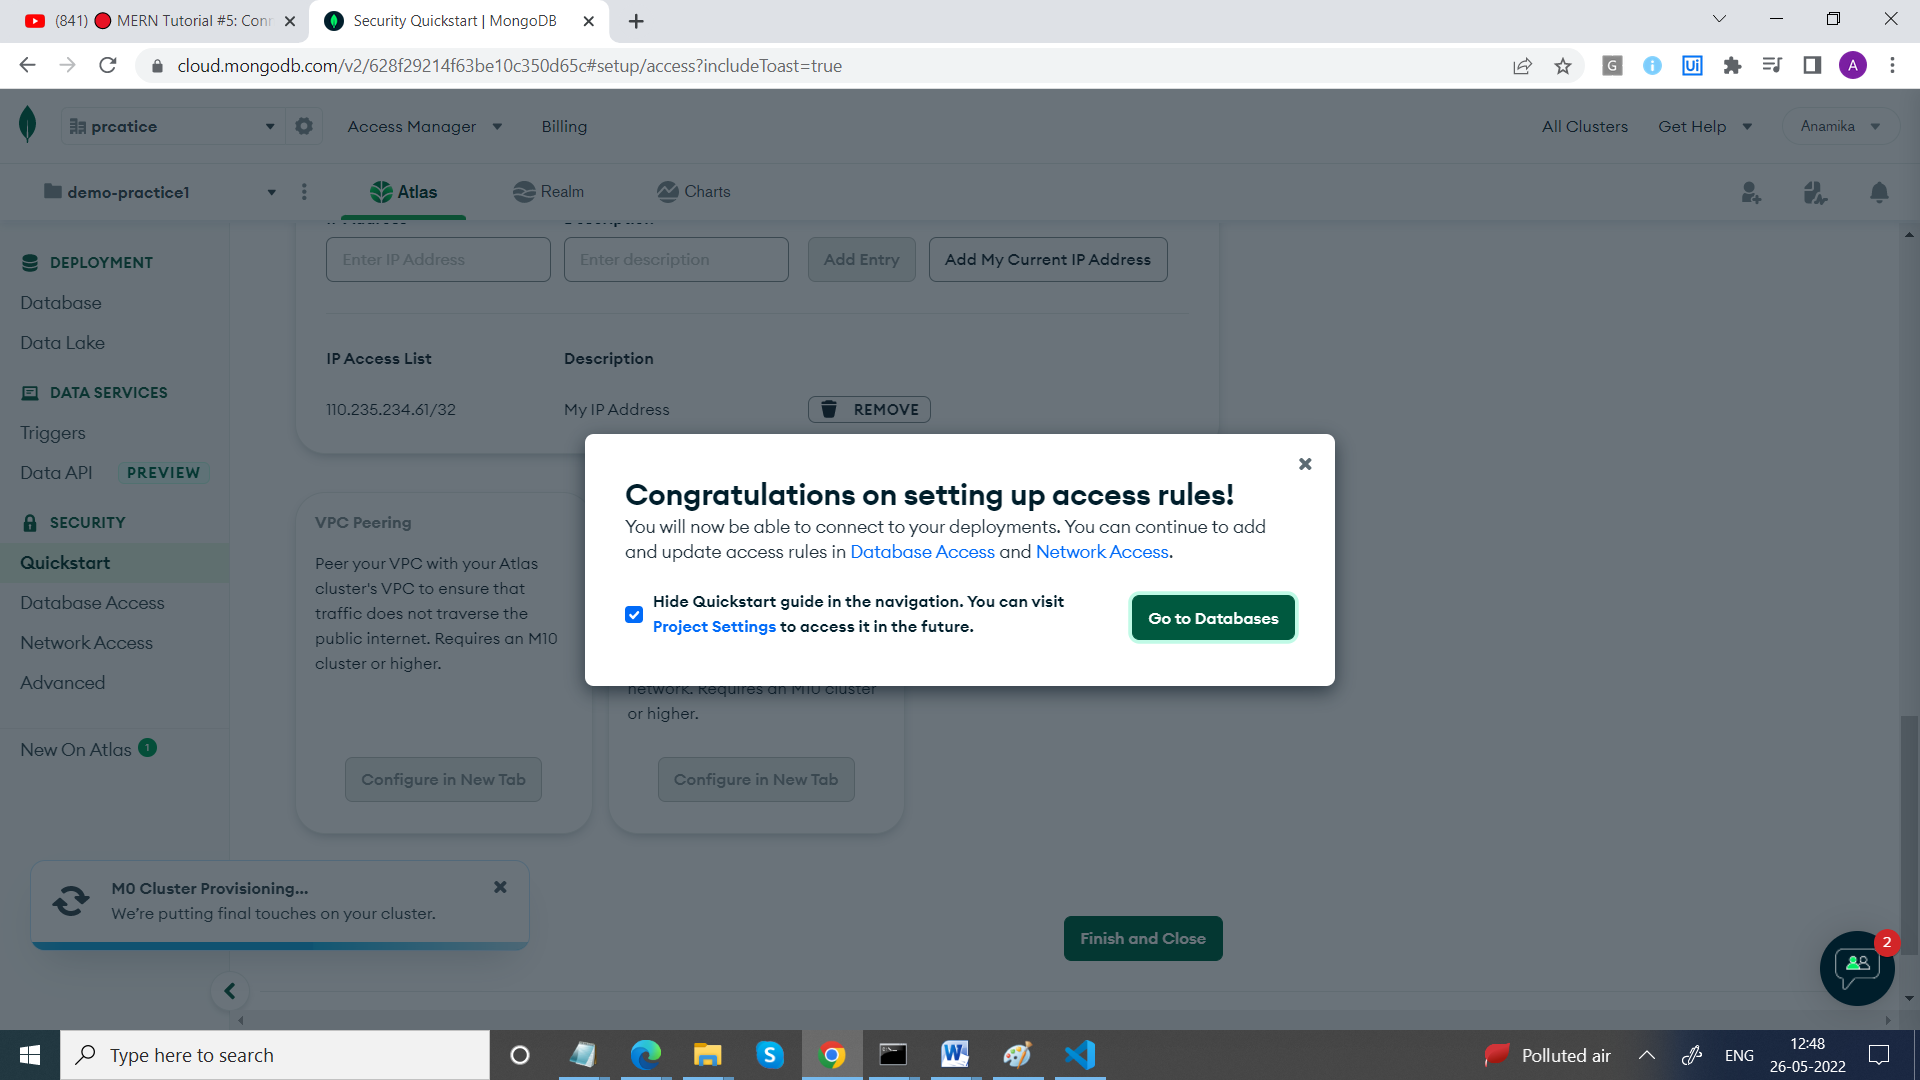 (841) 🔴 MERN Tutorial #5: Conn
Security Quickstart | MongoDB
cloud.mongodb.com/v2/628f29214f63be10c350d65c#setup/access?includeToast=true
G
Ui
A
prcatice
Access Manager
Billing
All Clusters
Get Help
Anamika
demo-practice1
Atlas
Realm
Charts
DEPLOYMENT
Database
Data Lake
DATA SERVICES
Triggers
Data API PREVIEW
SECURITY
Quickstart
Database Access
Network Access
Advanced
New On Atlas 1
Enter IP Address
Enter description
Add Entry
Add My Current IP Address
IP Access List
Description
110.235.234.61/32
My IP Address
REMOVE
VPC Peering
Peer your VPC with your Atlas
cluster's VPC to ensure that
traffic does not traverse the
public internet. Requires an M10
cluster or higher.
network. Requires an M10 cluster
or higher.
Configure in New Tab
Configure in New Tab
Congratulations on setting up access rules!
You will now be able to connect to your deployments. You can continue to add
and update access rules in Database Access and Network Access.
Hide Quickstart guide in the navigation. You can visit
Project Settings to access it in the future.
Go to Databases
M0 Cluster Provisioning...
We're putting final touches on your cluster.
Finish and Close
2
Type here to search
Polluted air
ENG
12:48
26-05-2022